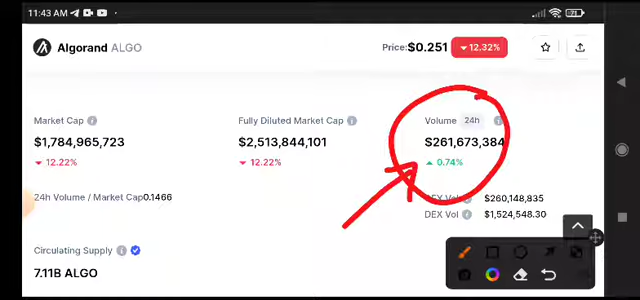 11:43 AM
71
Algorand ALGO Price:$0.251 12.32%
Market Cap Fully Diluted Market Cap Volume 24h
$1,784,965,723 $2,513,844,101 $261,673,384
12.22% 12.22% 0.74%
24h Volume / Market Cap0.1466 Vol $260,148,835
DEX Vol $1,524,548.30
Circulating Supply
7.11B ALGO